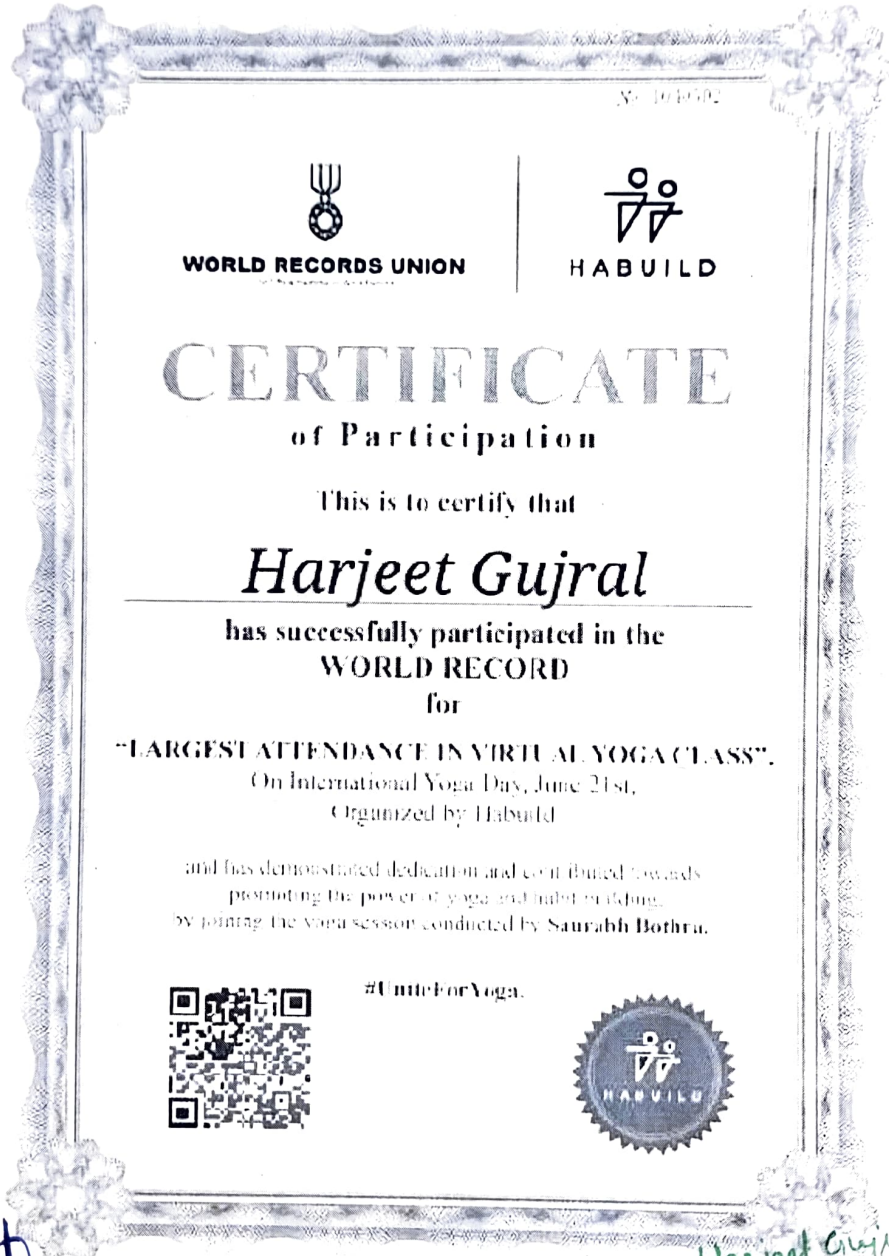 WORLD RECORDS UNION
HABUILD
CERTIFICATE
of Participation
This is to certify that
Harjeet Gujral
has successfully participated in the
WORLD RECORD
for
“LARGEST ATTENDANCE IN VIRTUAL YOGA CLASS”.
On International Yoga Day, June 21st,
Organized by Habuild
and has demonstrated dedication and contributed towards
promoting the power of yoga and habit building,
by joining the yoga session conducted by Saurabh Bothra.
#UniteForYoga.
HABUILD